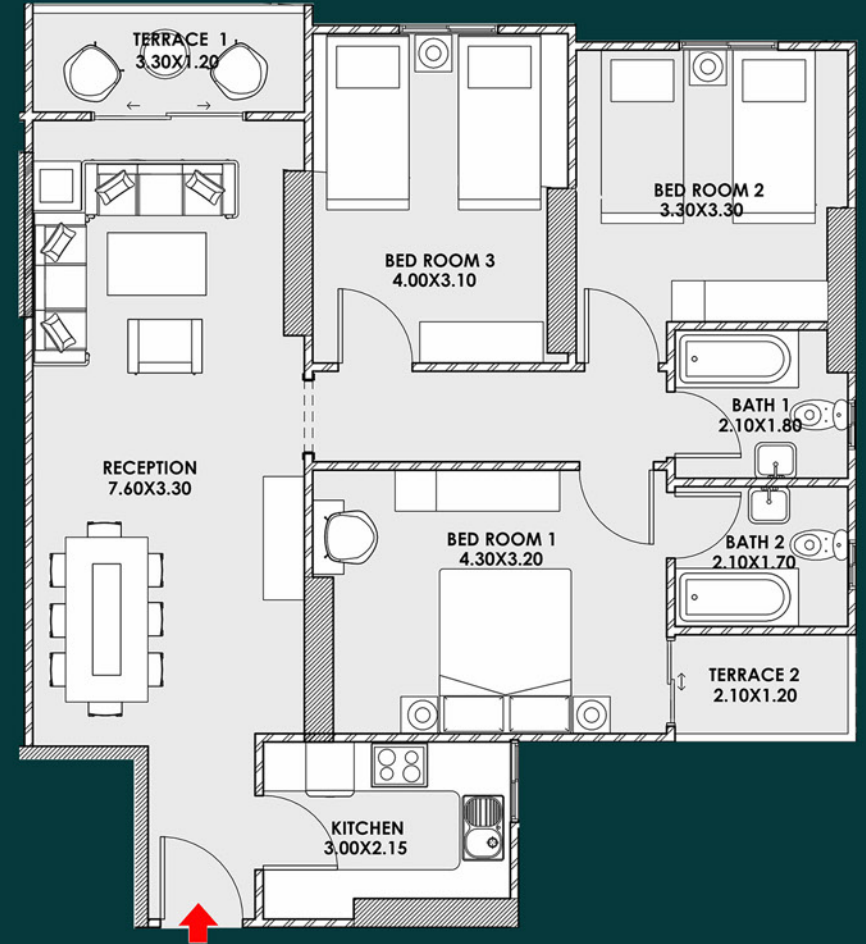 TERRACE 1
3.30X1.20
BED ROOM 2
3.30X3.30
BED ROOM 3
4.00X3.10
BATH 1
2.10X1.80
RECEPTION
7.60X3.30
BED ROOM 1
4.30X3.20
BATH 2
2.10X1.70
TERRACE 2
2.10X1.20
KITCHEN
3.00X2.15